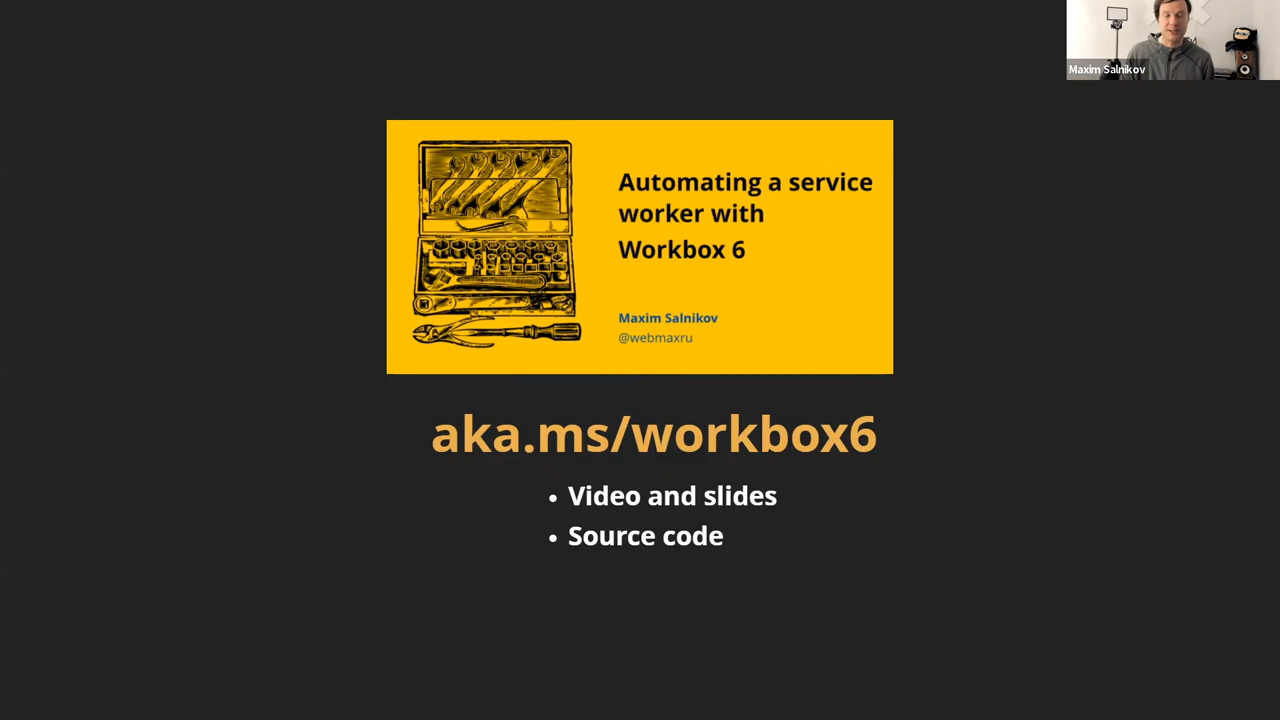 Maxim Salnikov
Automating a service
worker with
Workbox 6
Maxim Salnikov
@webmaxru
aka.ms/workbox6
• Video and slides
• Source code